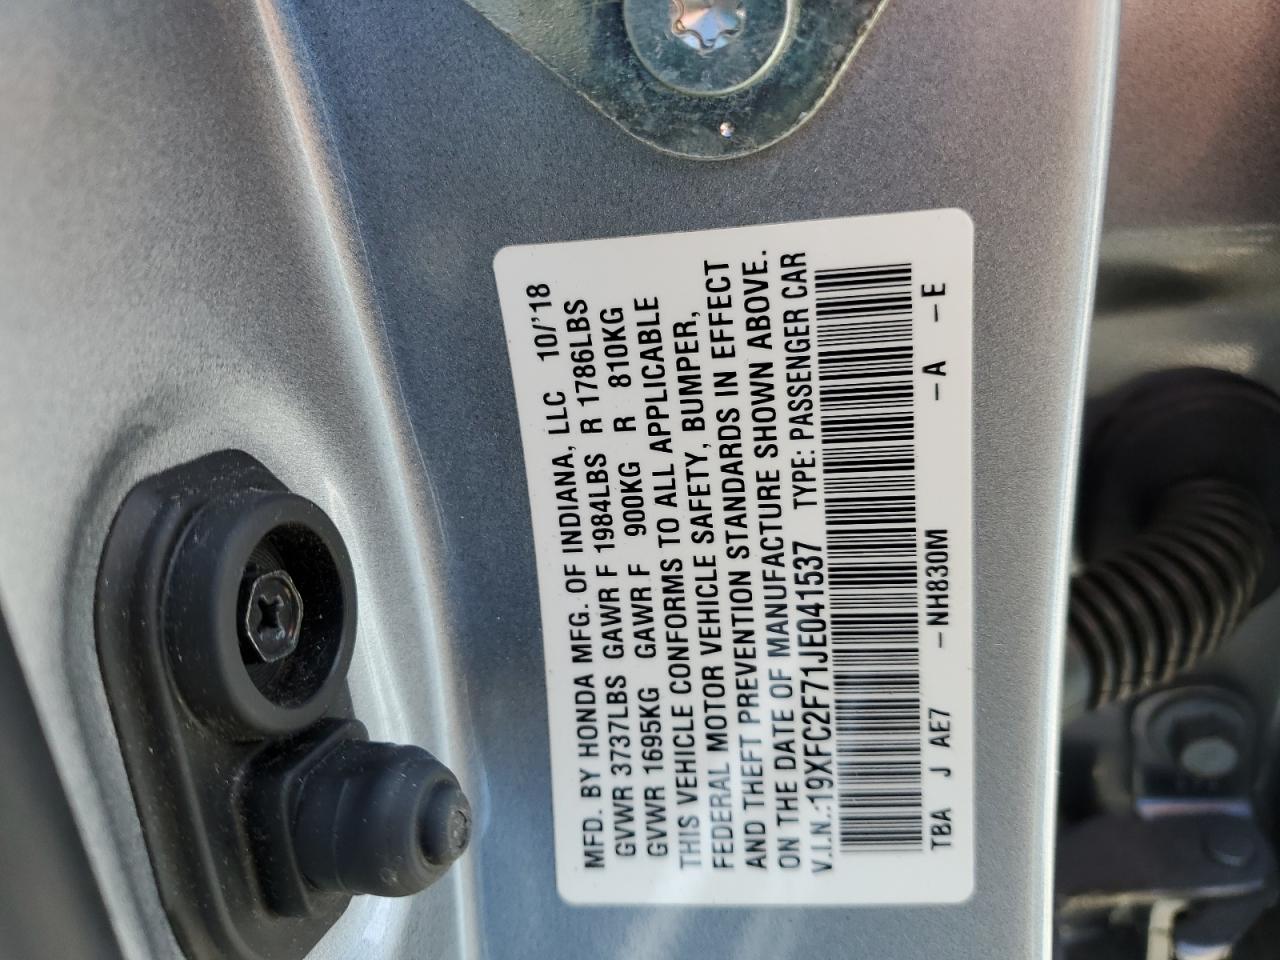 MFD. BY HONDA MFG. OF INDIANA, LLC 10/'18
GVWR 3737LBS GAWR F 1984LBS R 1786LBS
GVWR 1695KG GAWR F 900KG R 810KG
THIS VEHICLE CONFORMS TO ALL APPLICABLE
FEDERAL MOTOR VEHICLE SAFETY, BUMPER,
AND THEFT PREVENTION STANDARDS IN EFFECT
ON THE DATE OF MANUFACTURE SHOWN ABOVE.
V.I.N.:19XFC2F71JE041537 TYPE: PASSENGER CAR
TBA J AE7 -NH830M -A -E